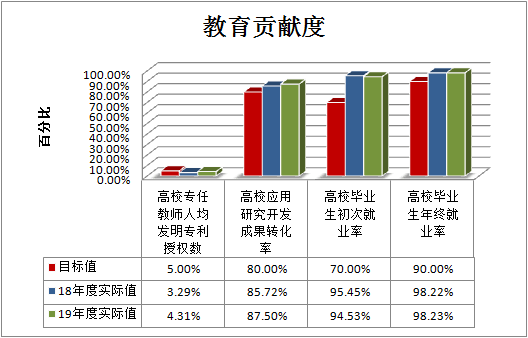 教育贡献度
百分比
100.00%
90.00%
80.00%
70.00%
60.00%
50.00%
40.00%
30.00%
20.00%
10.00%
0.00%
高校专任
教师人均
发明专利
授权数
高校应用
研究开发
成果转化
率
高校毕业
生初次就
业率
高校毕业
生年终就
业率
目标值 5.00% 80.00% 70.00% 90.00%
18年度实际值 3.29% 85.72% 95.45% 98.22%
19年度实际值 4.31% 87.50% 94.53% 98.23%